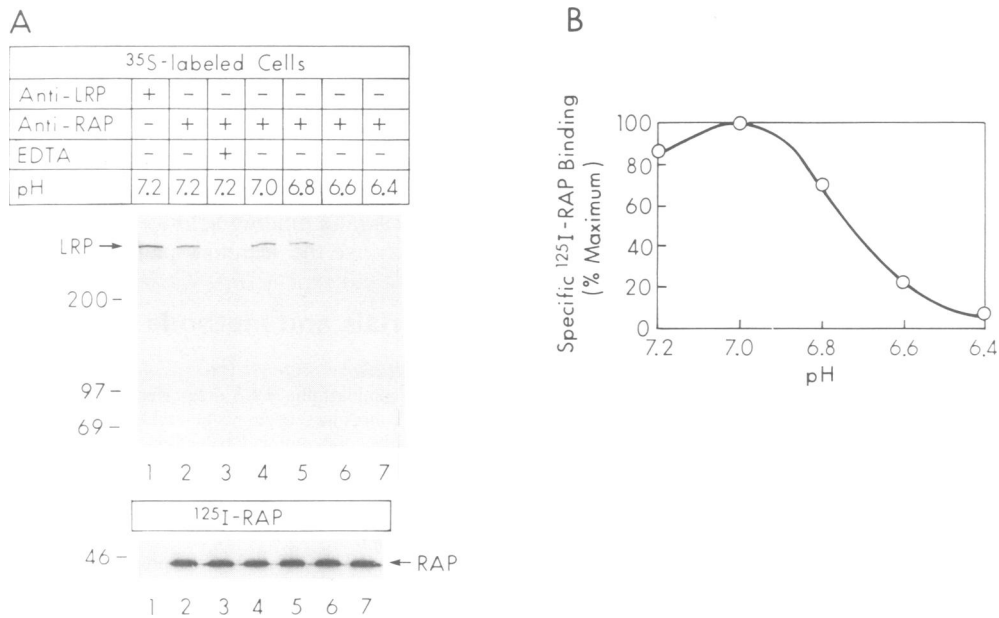 A
³⁵S-labeled Cells
Anti-LRP + − − − − − −
Anti-RAP − + + + + + +
EDTA − − + − − − −
pH 7.2 7.2 7.2 7.0 6.8 6.6 6.4
LRP →
200 –
97 –
69 –
1 2 3 4 5 6 7
¹²⁵I-RAP
46 –
← RAP
1 2 3 4 5 6 7
B
Specific ¹²⁵I-RAP Binding
(% Maximum)
100
80
60
40
20
0
7.2 7.0 6.8 6.6 6.4
pH